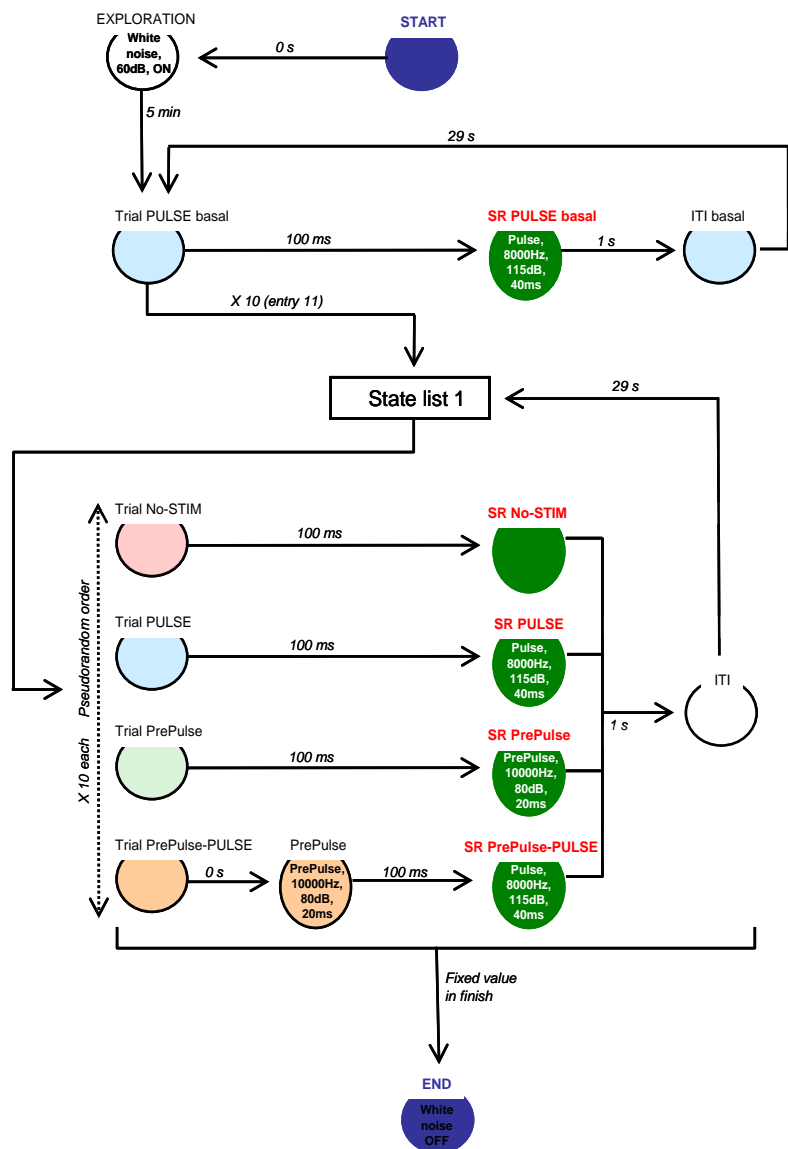 EXPLORATION
START
White
noise,
60dB, ON
0 s
5 min
29 s
Trial PULSE basal
SR PULSE basal
ITI basal
100 ms
Pulse,
8000Hz,
115dB,
40ms
1 s
X 10 (entry 11)
State list 1
29 s
Trial No-STIM
SR No-STIM
100 ms
Trial PULSE
SR PULSE
100 ms
Pulse,
8000Hz,
115dB,
40ms
X 10 each Pseudorandom order
ITI
1 s
Trial PrePulse
SR PrePulse
100 ms
PrePulse,
10000Hz,
80dB,
20ms
Trial PrePulse-PULSE
PrePulse
SR PrePulse-PULSE
0 s
PrePulse,
10000Hz,
80dB,
20ms
100 ms
Pulse,
8000Hz,
115dB,
40ms
Fixed value
in finish
END
White
noise
OFF